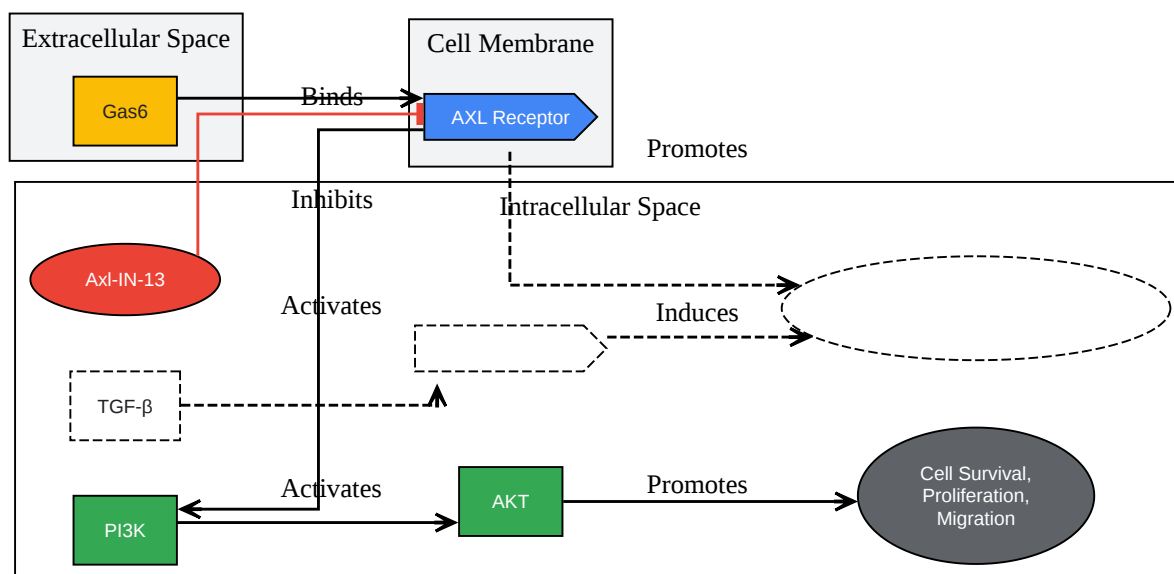 Extracellular Space
Cell Membrane
Gas6
Binds
AXL Receptor
Promotes
Inhibits
Intracellular Space
Axl-IN-13
Activates
Induces
TGF-β
Activates
Promotes
Cell Survival,
Proliferation,
Migration
AKT
PI3K